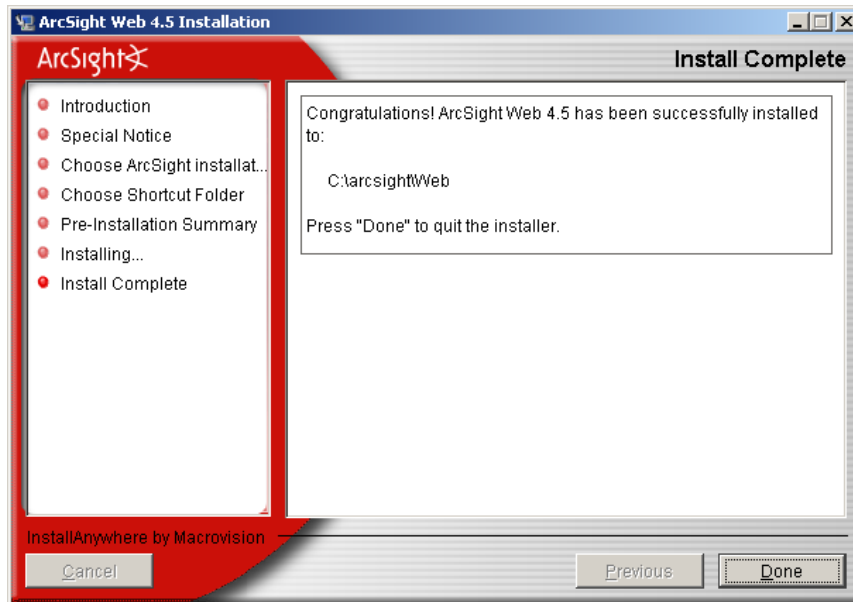 ArcSight Web 4.5 Installation
ArcSight
Install Complete
Introduction
Special Notice
Choose ArcSight installat...
Choose Shortcut Folder
Pre-Installation Summary
Installing...
Install Complete
Congratulations! ArcSight Web 4.5 has been successfully installed
to:
C:\arcsight\Web
Press "Done" to quit the installer.
InstallAnywhere by Macrovision
Cancel
Previous
Done